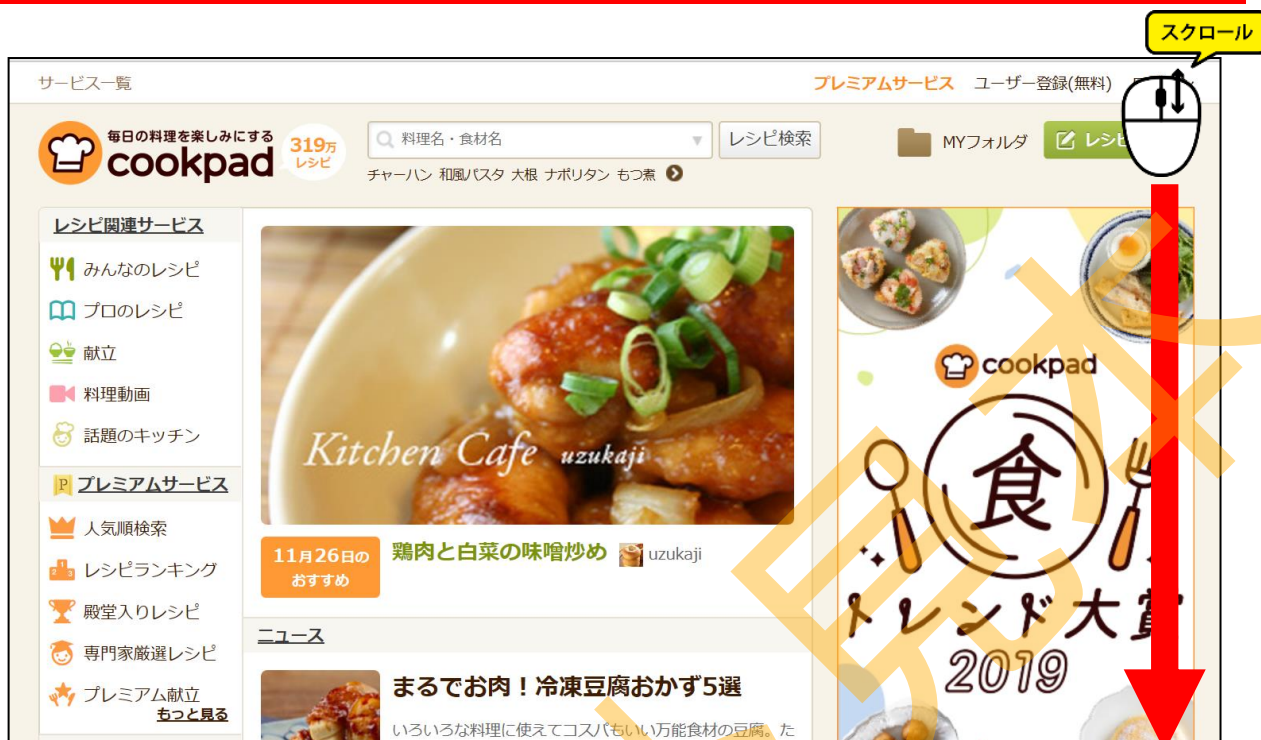 スクロール
サービス一覧
プレミアムサービス ユーザー登録(無料)
毎日の料理を楽しみにする
cookpad
319万
レシピ
料理名・食材名
レシピ検索
MYフォルダ
チャーハン 和風パスタ 大根 ナポリタン もつ煮
レシピ関連サービス
みんなのレシピ
プロのレシピ
献立
料理動画
話題のキッチン
P プレミアムサービス
人気順検索
レシピランキング
殿堂入りレシピ
専門家厳選レシピ
プレミアム献立
もっと見る
Kitchen Cafe uzukaji
11月26日の
おすすめ
鶏肉と白菜の味噌炒め uzukaji
ニュース
まるでお肉！冷凍豆腐おかず5選
いろいろな料理に使えてコスパもいい万能食材の豆腐。た
cookpad
食
トレンド大賞
2019
見本